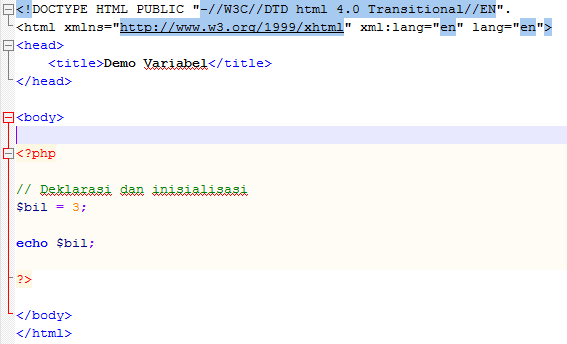 <!DOCTYPE HTML PUBLIC "-//W3C//DTD html 4.0 Transitional//EN".
<html xmlns="http://www.w3.org/1999/xhtml" xml:lang="en" lang="en">
<head>
<title>Demo Variabel</title>
</head>
<body>
<?php
// Deklarasi dan inisialisasi
$bil = 3;
echo $bil;
?>
</body>
</html>